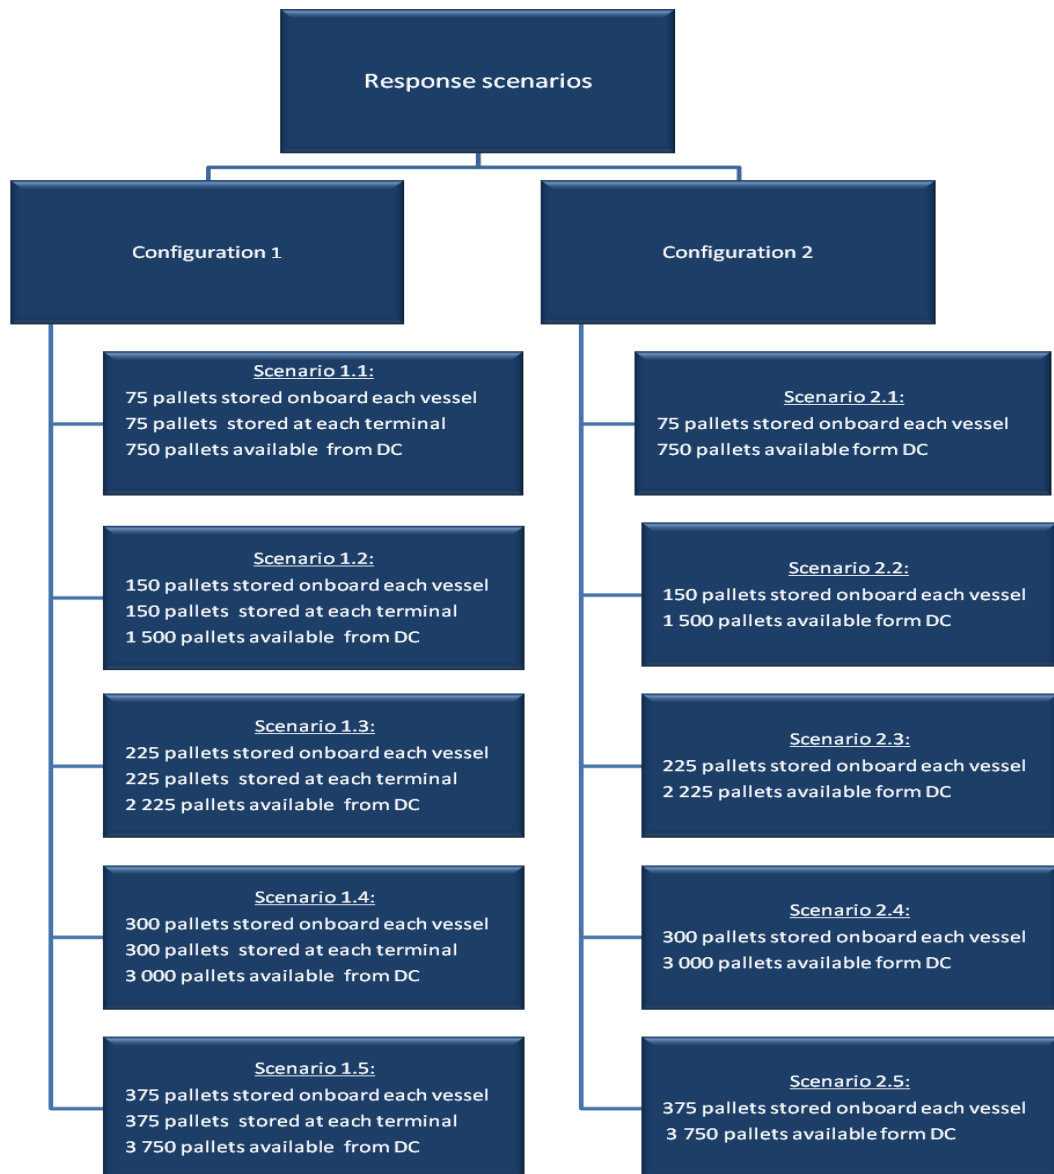 Response scenarios
Configuration 1
Scenario 1.1:
75 pallets stored onboard each vessel
75 pallets stored at each terminal
750 pallets available from DC
Scenario 1.2:
150 pallets stored onboard each vessel
150 pallets stored at each terminal
1 500 pallets available from DC
Scenario 1.3:
225 pallets stored onboard each vessel
225 pallets stored at each terminal
2 225 pallets available from DC
Scenario 1.4:
300 pallets stored onboard each vessel
300 pallets stored at each terminal
3 000 pallets available from DC
Scenario 1.5:
375 pallets stored onboard each vessel
375 pallets stored at each terminal
3 750 pallets available from DC
Configuration 2
Scenario 2.1:
75 pallets stored onboard each vessel
750 pallets available form DC
Scenario 2.2:
150 pallets stored onboard each vessel
1 500 pallets available form DC
Scenario 2.3:
225 pallets stored onboard each vessel
2 225 pallets available form DC
Scenario 2.4:
300 pallets stored onboard each vessel
3 000 pallets available form DC
Scenario 2.5:
375 pallets stored onboard each vessel
3 750 pallets available form DC